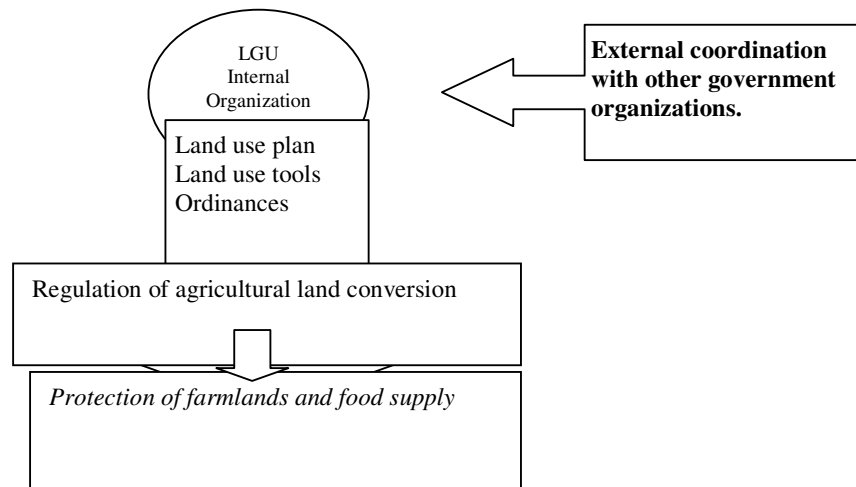 LGU
Internal
Organization
External coordination
with other government
organizations.
Land use plan
Land use tools
Ordinances
Regulation of agricultural land conversion
Protection of farmlands and food supply